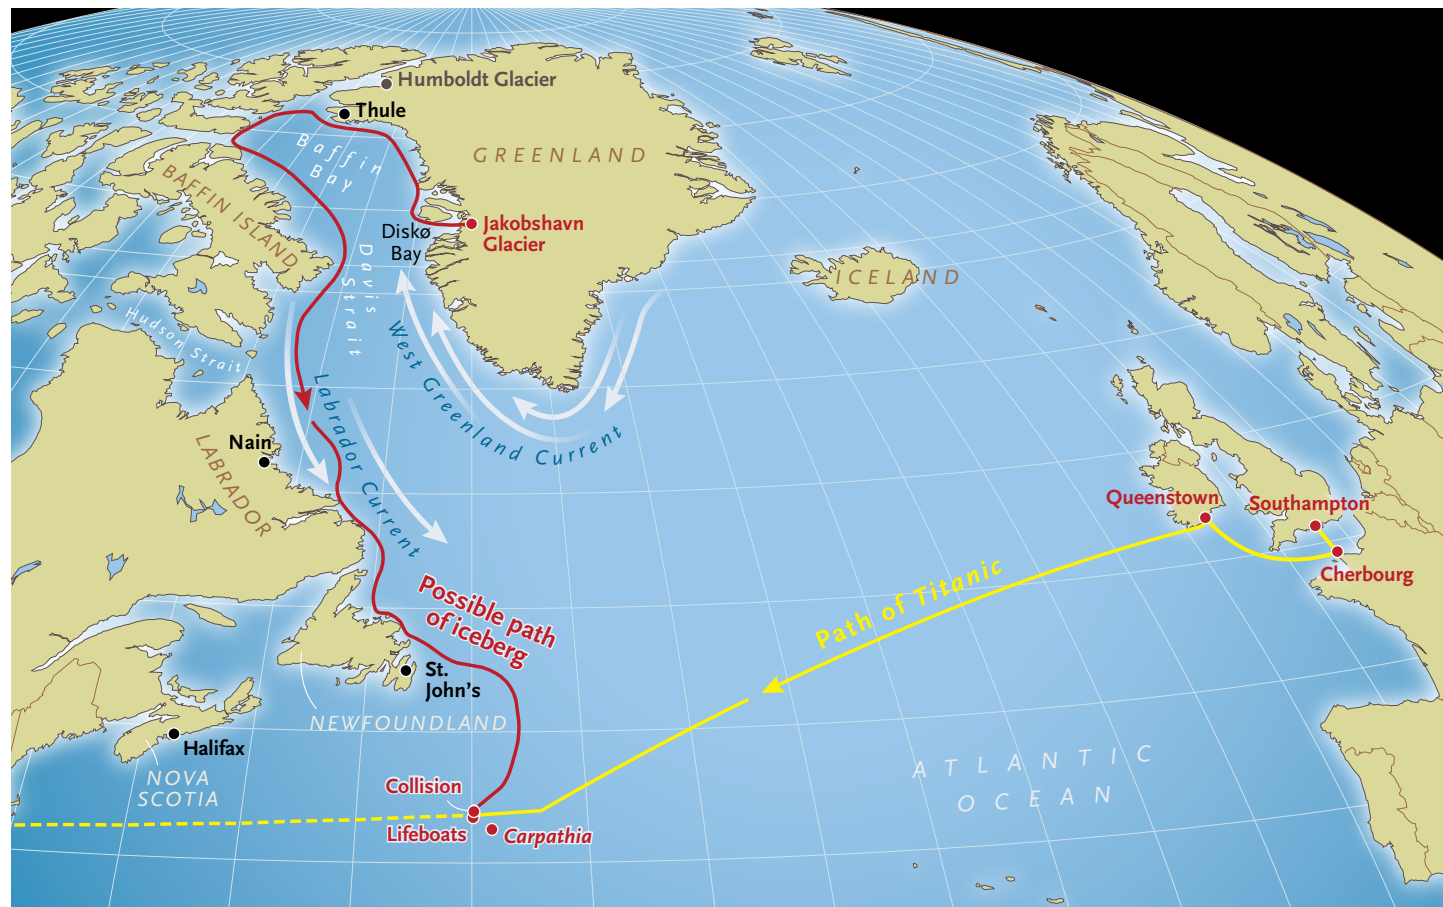 Humboldt Glacier
Thule
Baffin
Bay
GREENLAND
BAFFIN ISLAND
Jakobshavn
Glacier
Diskø
Bay
Davis
Strait
ICELAND
Hudson Strait
West Greenland Current
Labrador Current
Nain
LABRADOR
Queenstown
Southampton
Cherbourg
Path of Titanic
Possible path
of iceberg
St.
John's
NEWFOUNDLAND
Halifax
NOVA
SCOTIA
ATLANTIC
OCEAN
Collision
Lifeboats
Carpathia